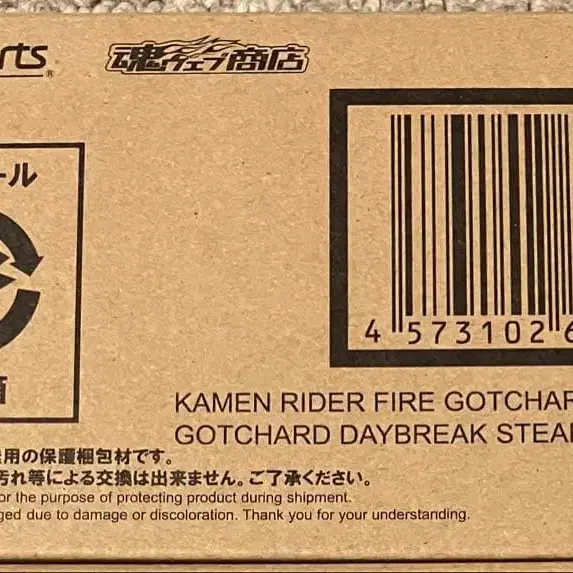 rts®
魂ウェブ商店
ール
4 573102 6
KAMEN RIDER FIRE GOTCHAR
GOTCHARD DAYBREAK STEA
用の保護梱包材です。
汚れ等による交換は出来ません。ご了承ください。
or the purpose of protecting product during shipment.
ged due to damage or discoloration. Thank you for your understanding.